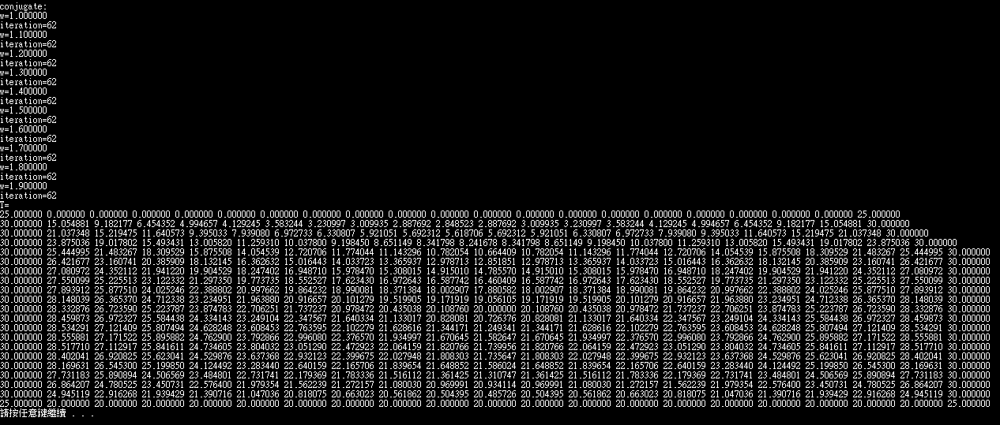 conjugate:
w=1.000000
iteration=62
w=1.100000
iteration=62
w=1.200000
iteration=62
w=1.300000
iteration=62
w=1.400000
iteration=62
w=1.500000
iteration=62
w=1.600000
iteration=62
w=1.700000
iteration=62
w=1.800000
iteration=62
w=1.900000
iteration=62
T=
25.000000 0.000000 0.000000 0.000000 0.000000 0.000000 0.000000 0.000000 0.000000 0.000000 0.000000 0.000000 0.000000 0.000000 0.000000 0.000000 0.000000 0.000000 0.000000 0.000000 25.000000
30.000000 15.054881 9.182177 6.454352 4.994657 4.129245 3.583244 3.230997 3.009935 2.887692 2.848523 2.887692 3.009935 3.230997 3.583244 4.129245 4.994657 6.454352 9.182177 15.054881 30.000000
30.000000 21.037348 15.219475 11.640573 9.395033 7.939080 6.972733 6.330807 5.921051 5.692312 5.618706 5.692312 5.921051 6.330807 6.972733 7.939080 9.395033 11.640573 15.219475 21.037348 30.000000
30.000000 23.875036 19.017802 15.493431 13.005820 11.259310 10.037800 9.198450 8.651149 8.341798 8.241678 8.341798 8.651149 9.198450 10.037800 11.259310 13.005820 15.493431 19.017802 23.875036 30.000000
30.000000 25.444995 21.483267 18.309529 15.875508 14.054539 12.720706 11.774044 11.143296 10.782054 10.664409 10.782054 11.143296 11.774044 12.720706 14.054539 15.875508 18.309529 21.483267 25.444995 30.000000
30.000000 26.421677 23.160741 20.385909 18.132145 16.362632 15.016443 14.033723 13.365937 12.978713 12.851851 12.978713 13.365937 14.033723 15.016443 16.362632 18.132145 20.385909 23.160741 26.421677 30.000000
30.000000 27.080972 24.352112 21.941220 19.904529 18.247402 16.948710 15.978470 15.308015 14.915010 14.785570 14.915010 15.308015 15.978470 16.948710 18.247402 19.904529 21.941220 24.352112 27.080972 30.000000
30.000000 27.550099 25.225513 23.122332 21.297350 19.773735 18.552527 17.623430 16.972643 16.587742 16.460409 16.587742 16.972643 17.623430 18.552527 19.773735 21.297350 23.122332 25.225513 27.550099 30.000000
30.000000 27.893912 25.877510 24.025246 22.388802 20.997662 19.864232 18.990081 18.371384 18.002907 17.880582 18.002907 18.371384 18.990081 19.864232 20.997662 22.388802 24.025246 25.877510 27.893912 30.000000
30.000000 28.148039 26.365370 24.712338 23.234951 21.963880 20.916657 20.101279 19.519905 19.171919 19.056105 19.171919 19.519905 20.101279 20.916657 21.963880 23.234951 24.712338 26.365370 28.148039 30.000000
30.000000 28.332876 26.723590 25.223787 23.874783 22.706251 21.737237 20.978472 20.435038 20.108760 20.000000 20.108760 20.435038 20.978472 21.737237 22.706251 23.874783 25.223787 26.723590 28.332876 30.000000
30.000000 28.459873 26.972327 25.584438 24.334143 23.249104 22.347567 21.640334 21.133017 20.828081 20.726376 20.828081 21.133017 21.640334 22.347567 23.249104 24.334143 25.584438 26.972327 28.459873 30.000000
30.000000 28.534291 27.121409 25.807494 24.628248 23.608453 22.763595 22.102279 21.628616 21.344171 21.249341 21.344171 21.628616 22.102279 22.763595 23.608453 24.628248 25.807494 27.121409 28.534291 30.000000
30.000000 28.555881 27.171522 25.895882 24.762900 23.792866 22.996080 22.376570 21.934997 21.670645 21.582647 21.670645 21.934997 22.376570 22.996080 23.792866 24.762900 25.895882 27.171522 28.555881 30.000000
30.000000 28.517710 27.112917 25.841611 24.734605 23.804032 23.051290 22.472923 22.064159 21.820766 21.739956 21.820766 22.064159 22.472923 23.051290 23.804032 24.734605 25.841611 27.112917 28.517710 30.000000
30.000000 28.402041 26.920825 25.623041 24.529876 23.637368 22.932123 22.399675 22.027948 21.808303 21.735647 21.808303 22.027948 22.399675 22.932123 23.637368 24.529876 25.623041 26.920825 28.402041 30.000000
30.000000 28.169631 26.545300 25.199850 24.124492 23.283440 22.640159 22.165706 21.839654 21.648852 21.586024 21.648852 21.839654 22.165706 22.640159 23.283440 24.124492 25.199850 26.545300 28.169631 30.000000
30.000000 27.731183 25.890894 24.506569 23.484801 22.731741 22.179369 21.783336 21.516112 21.361425 21.310747 21.361425 21.516112 21.783336 22.179369 22.731741 23.484801 24.506569 25.890894 27.731183 30.000000
30.000000 26.864207 24.780525 23.450731 22.576400 21.979354 21.562239 21.272157 21.080030 20.969991 20.934114 20.969991 21.080030 21.272157 21.562239 21.979354 22.576400 23.450731 24.780525 26.864207 30.000000
30.000000 24.945119 22.916268 21.939429 21.390716 21.047036 20.818075 20.663023 20.561862 20.504395 20.485726 20.504395 20.561862 20.663023 20.818075 21.047036 21.390716 21.939429 22.916268 24.945119 30.000000
25.000000 20.000000 20.000000 20.000000 20.000000 20.000000 20.000000 20.000000 20.000000 20.000000 20.000000 20.000000 20.000000 20.000000 20.000000 20.000000 20.000000 20.000000 20.000000 20.000000 25.000000
請按任意鍵繼續 . . .